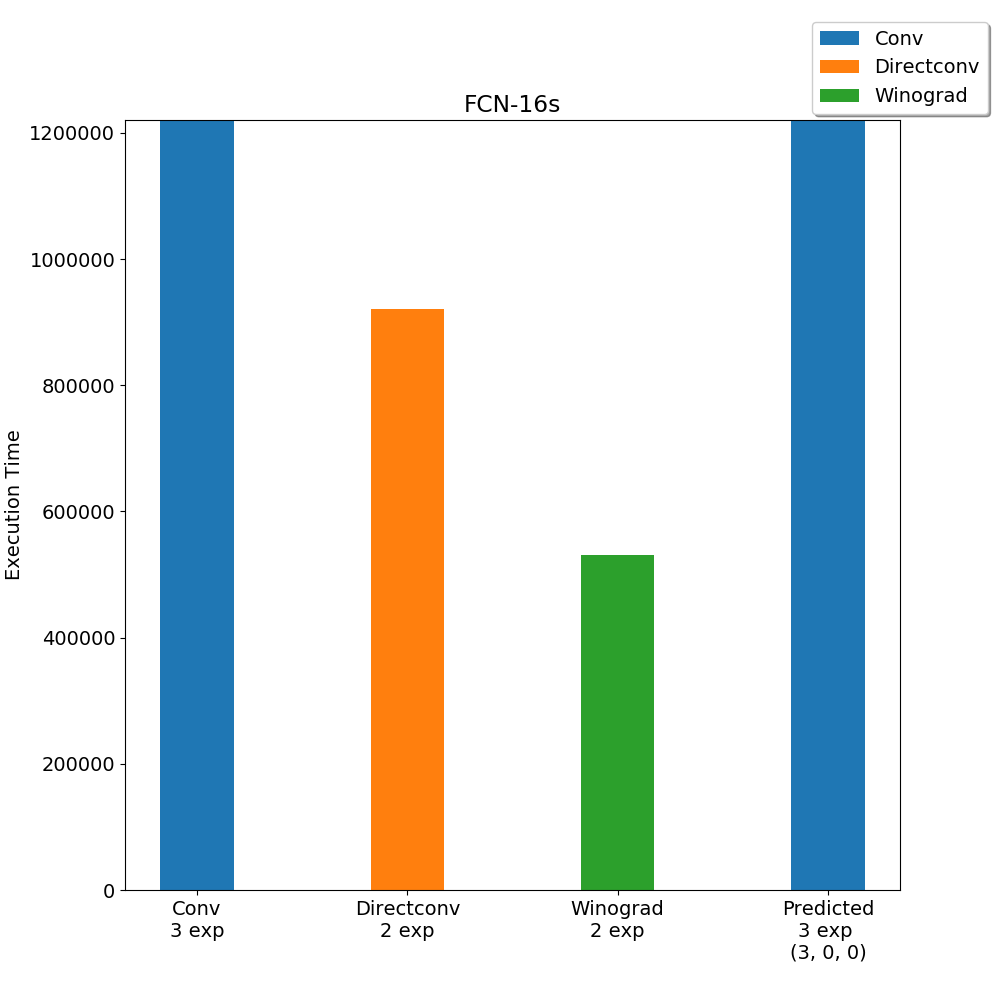 Conv
Directconv
Winograd
FCN-16s
1200000
1000000
800000
600000
400000
200000
0
Execution Time
Conv
3 exp
Directconv
2 exp
Winograd
2 exp
Predicted
3 exp
(3, 0, 0)